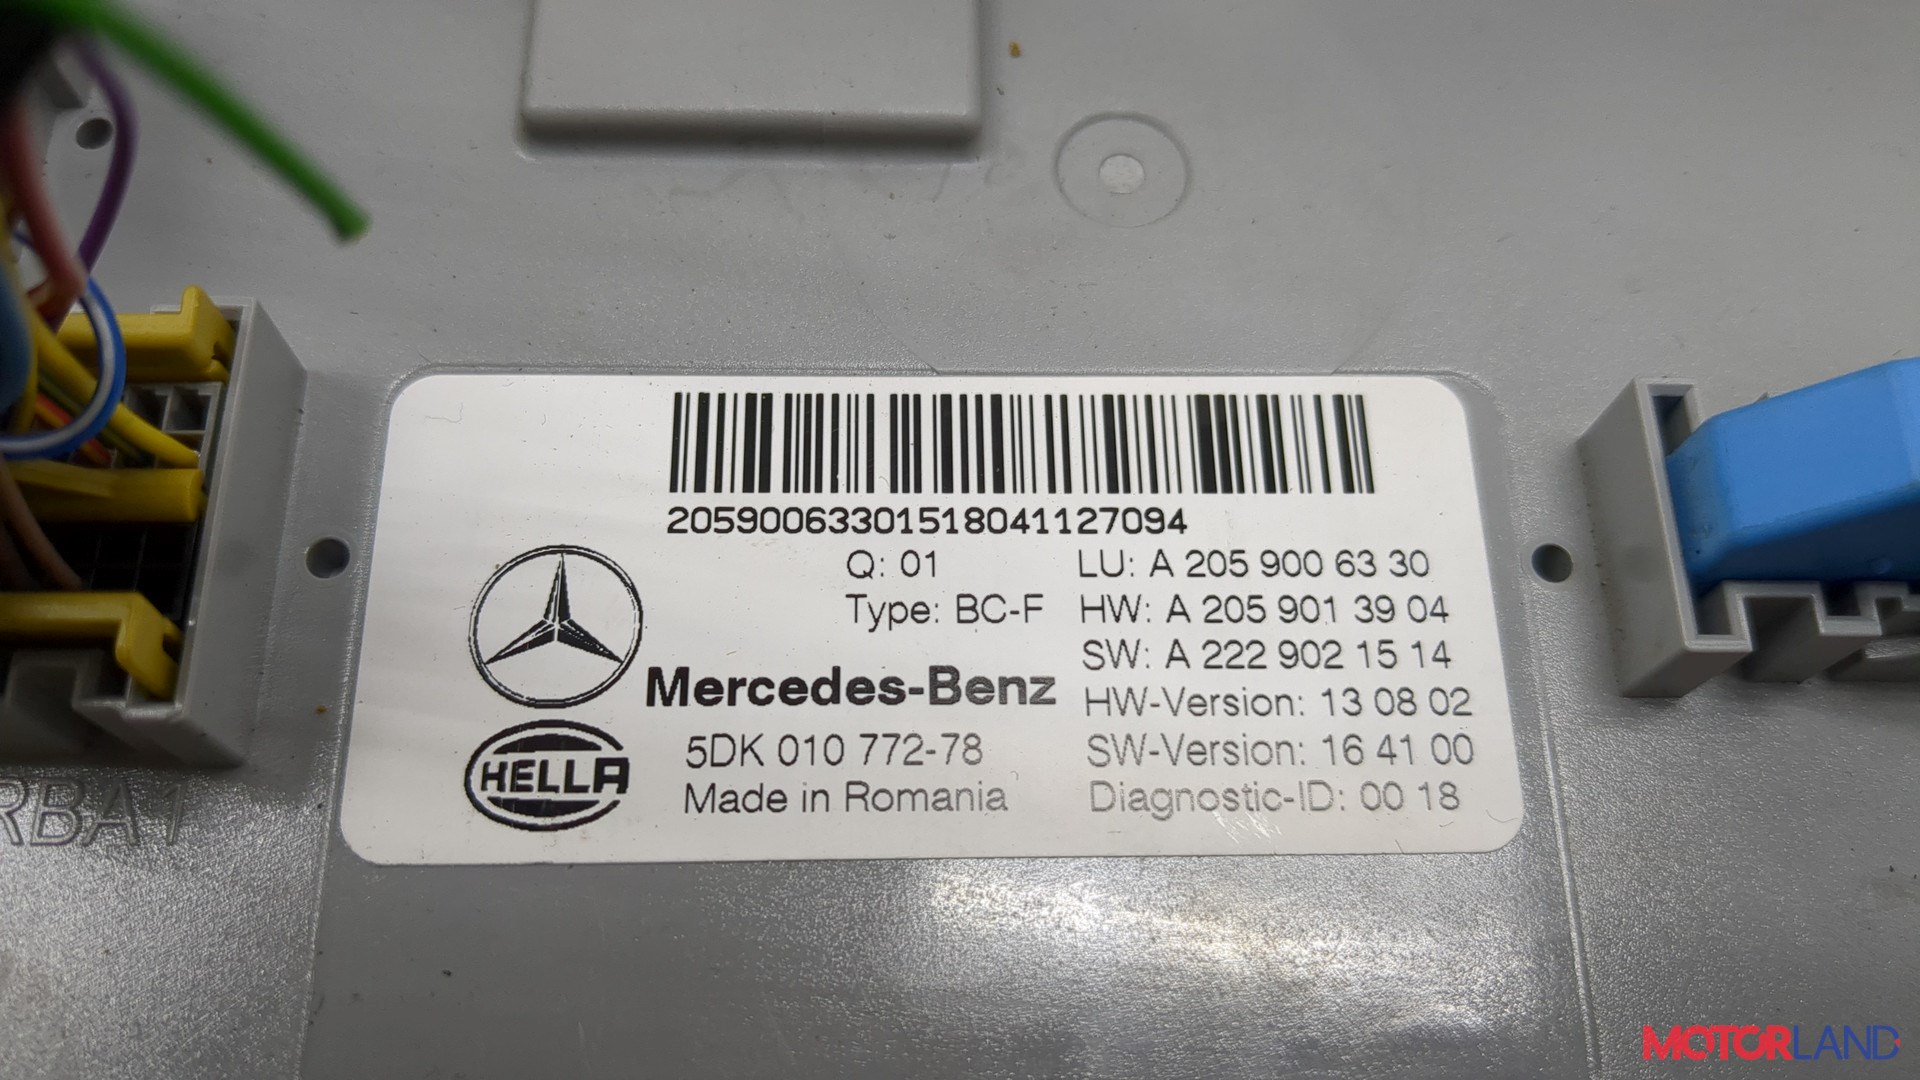 20590063301518041127094
Q: 01 LU: A 205 900 63 30
Type: BC-F HW: A 205 901 39 04
SW: A 222 902 15 14
Mercedes-Benz HW-Version: 13 08 02
HELLA 5DK 010 772-78 SW-Version: 16 41 00
Made in Romania Diagnostic-ID: 00 18
RBA1
MOTORLAND